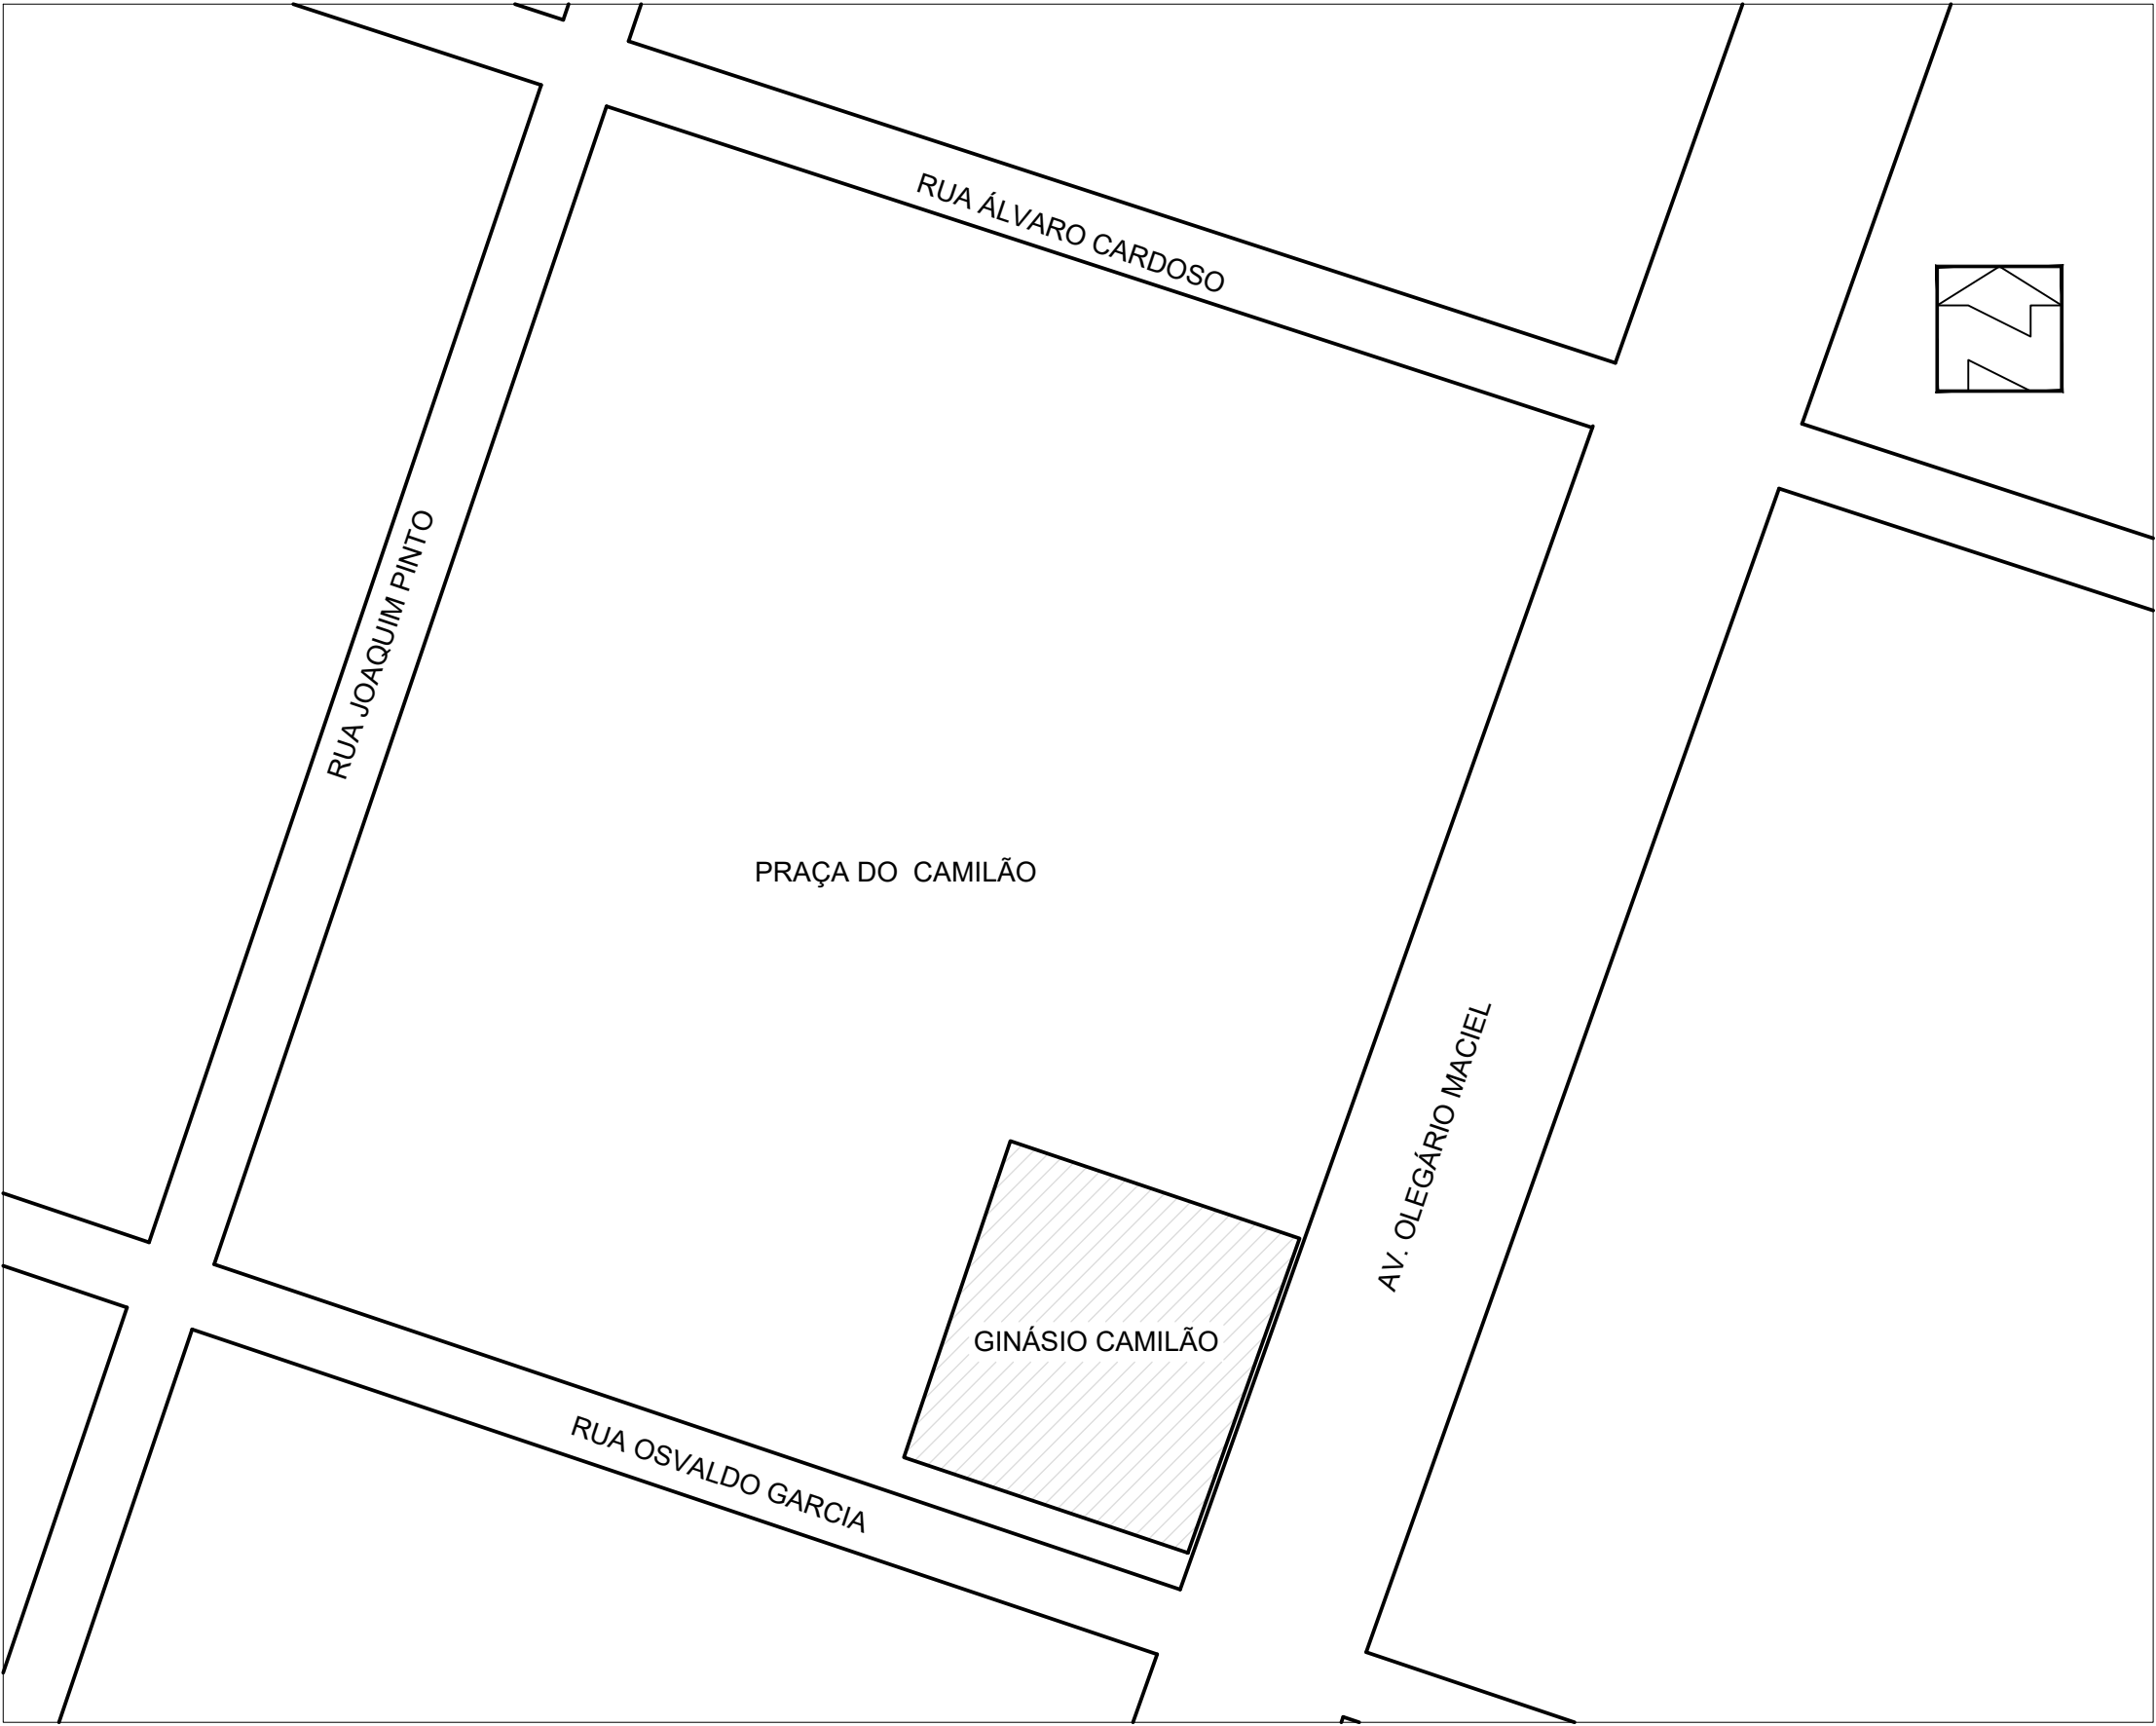 RUA ÁLVARO CARDOSO
RUA JOAQUIM PINTO
PRAÇA DO CAMILÃO
AV. OLEGÁRIO MACIEL
GINÁSIO CAMILÃO
RUA OSVALDO GARCIA